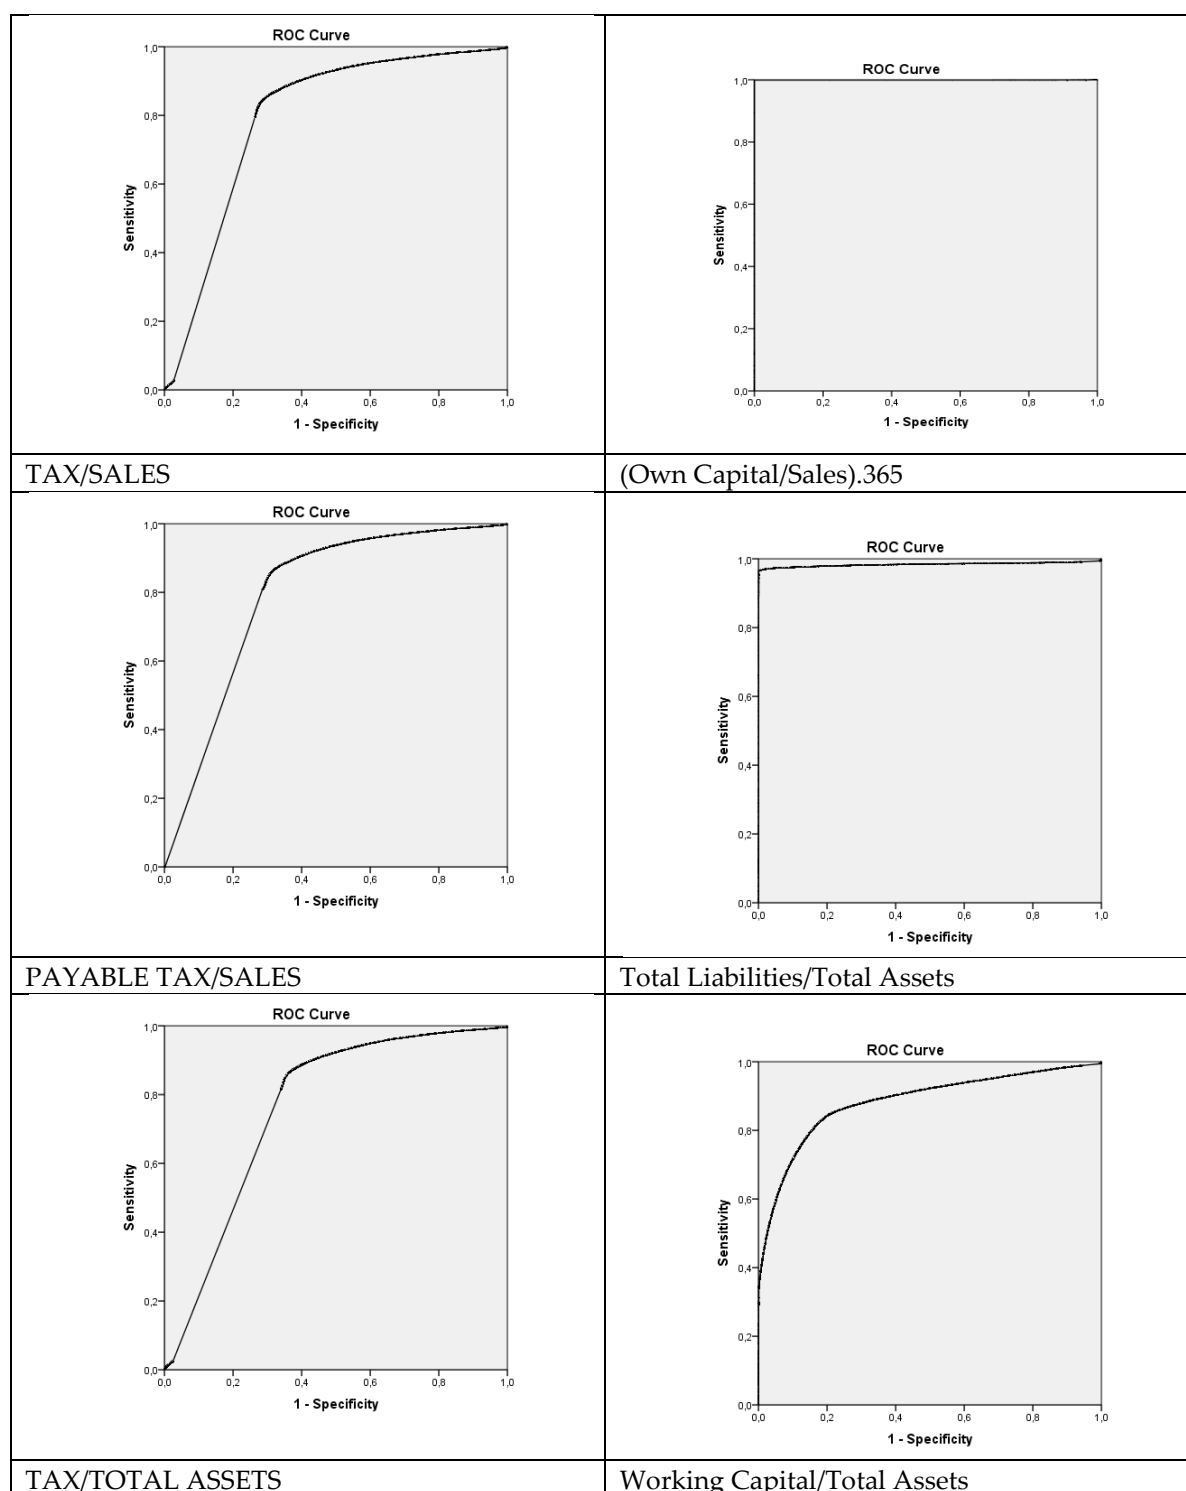 ROC Curve
1,0
0,8
0,6
0,4
0,2
0,0
Sensitivity
0,0 0,2 0,4 0,6 0,8 1,0
1 - Specificity
ROC Curve
1,0
0,8
0,6
0,4
0,2
0,0
Sensitivity
0,0 0,2 0,4 0,6 0,8 1,0
1 - Specificity
TAX/SALES
(Own Capital/Sales).365
ROC Curve
1,0
0,8
0,6
0,4
0,2
0,0
Sensitivity
0,0 0,2 0,4 0,6 0,8 1,0
1 - Specificity
ROC Curve
1,0
0,8
0,6
0,4
0,2
0,0
Sensitivity
0,0 0,2 0,4 0,6 0,8 1,0
1 - Specificity
PAYABLE TAX/SALES
Total Liabilities/Total Assets
ROC Curve
1,0
0,8
0,6
0,4
0,2
0,0
Sensitivity
0,0 0,2 0,4 0,6 0,8 1,0
1 - Specificity
ROC Curve
1,0
0,8
0,6
0,4
0,2
0,0
Sensitivity
0,0 0,2 0,4 0,6 0,8 1,0
1 - Specificity
TAX/TOTAL ASSETS
Working Capital/Total Assets